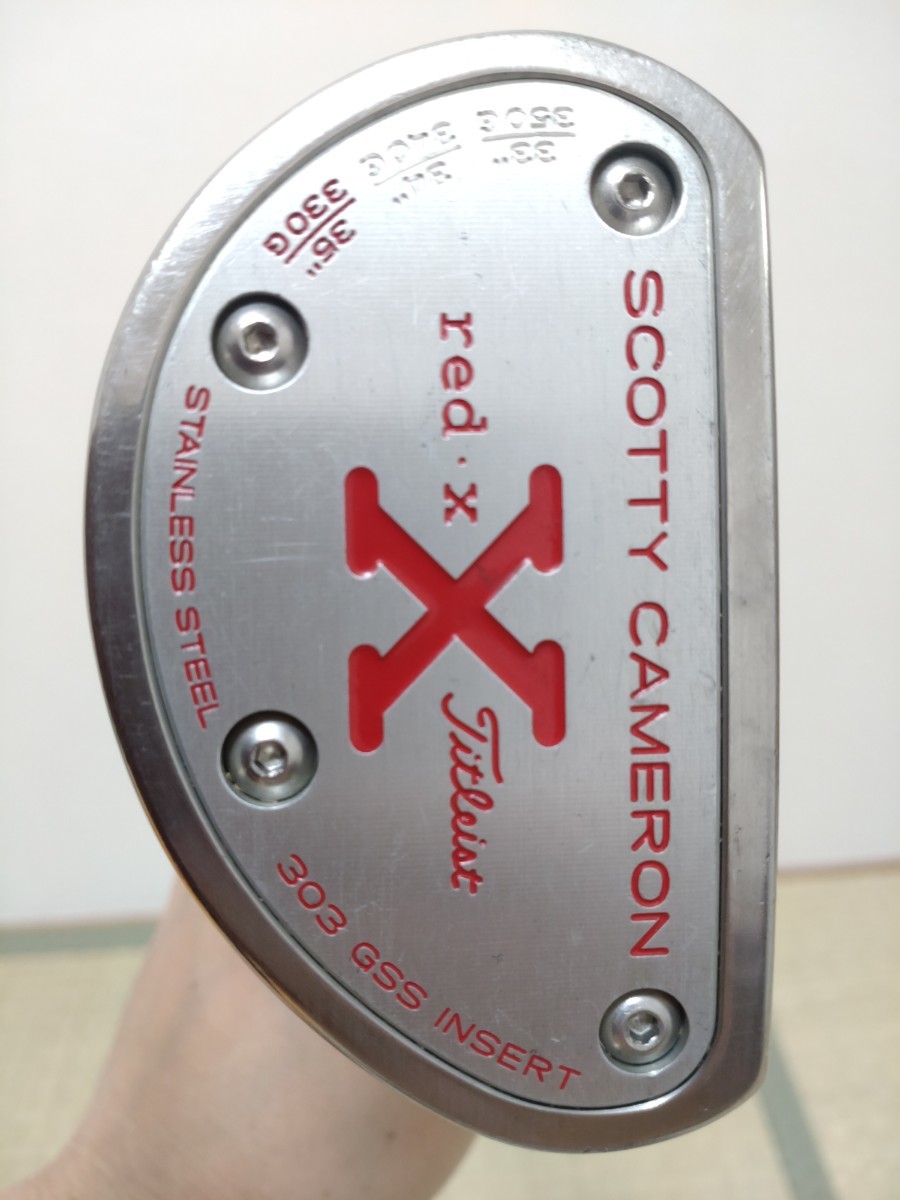 SCOTTY CAMERON
red·x
X
Titleist
STAINLESS STEEL
303 GSS INSERT
35"
330G
34"
340G
33"
350G